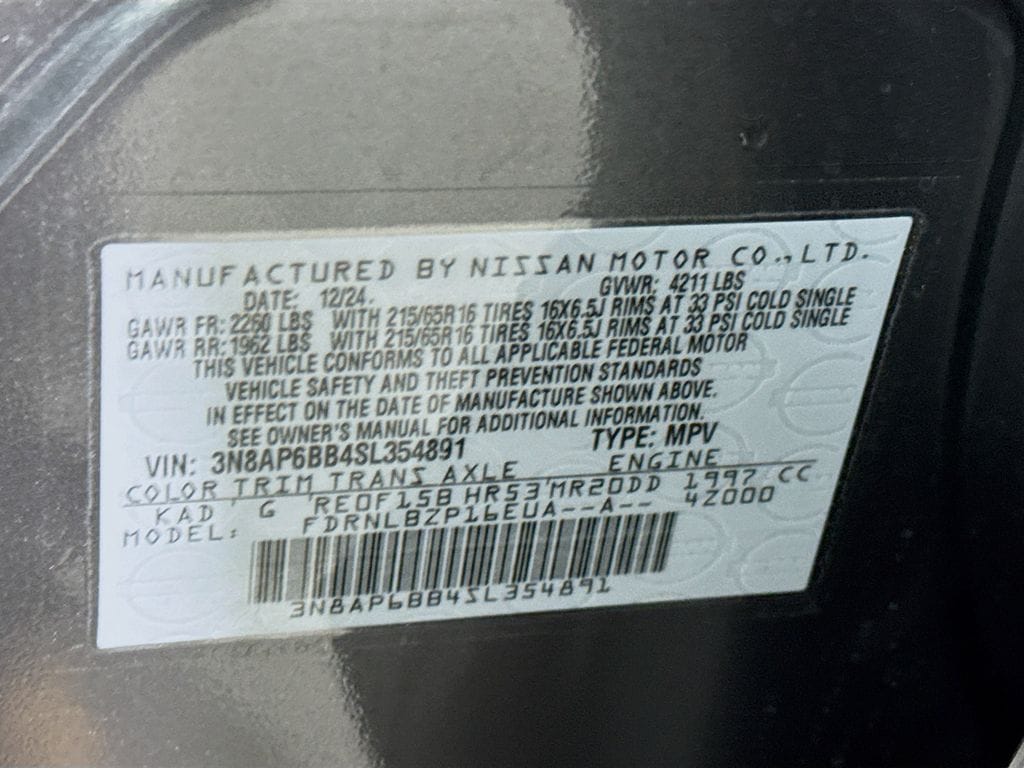 MANUFACTURED BY NISSAN MOTOR CO.,LTD.
DATE: 12/24. GVWR: 4211 LBS
GAWR FR: 2260 LBS WITH 215/65R16 TIRES 16X6.5J RIMS AT 33 PSI COLD SINGLE
GAWR RR: 1962 LBS WITH 215/65R16 TIRES 16X6.5J RIMS AT 33 PSI COLD SINGLE
THIS VEHICLE CONFORMS TO ALL APPLICABLE FEDERAL MOTOR
VEHICLE SAFETY AND THEFT PREVENTION STANDARDS
IN EFFECT ON THE DATE OF MANUFACTURE SHOWN ABOVE.
SEE OWNER'S MANUAL FOR ADDITIONAL INFORMATION.
VIN: 3N8AP6BB4SL354891 TYPE: MPV
COLOR TRIM TRANS AXLE ENGINE
KAD G RE0F15B HR53 MR20DD 1997 CC
MODEL: FDRNLBZP16EUA--A-- 4Z000
3N8AP6BB4SL354891